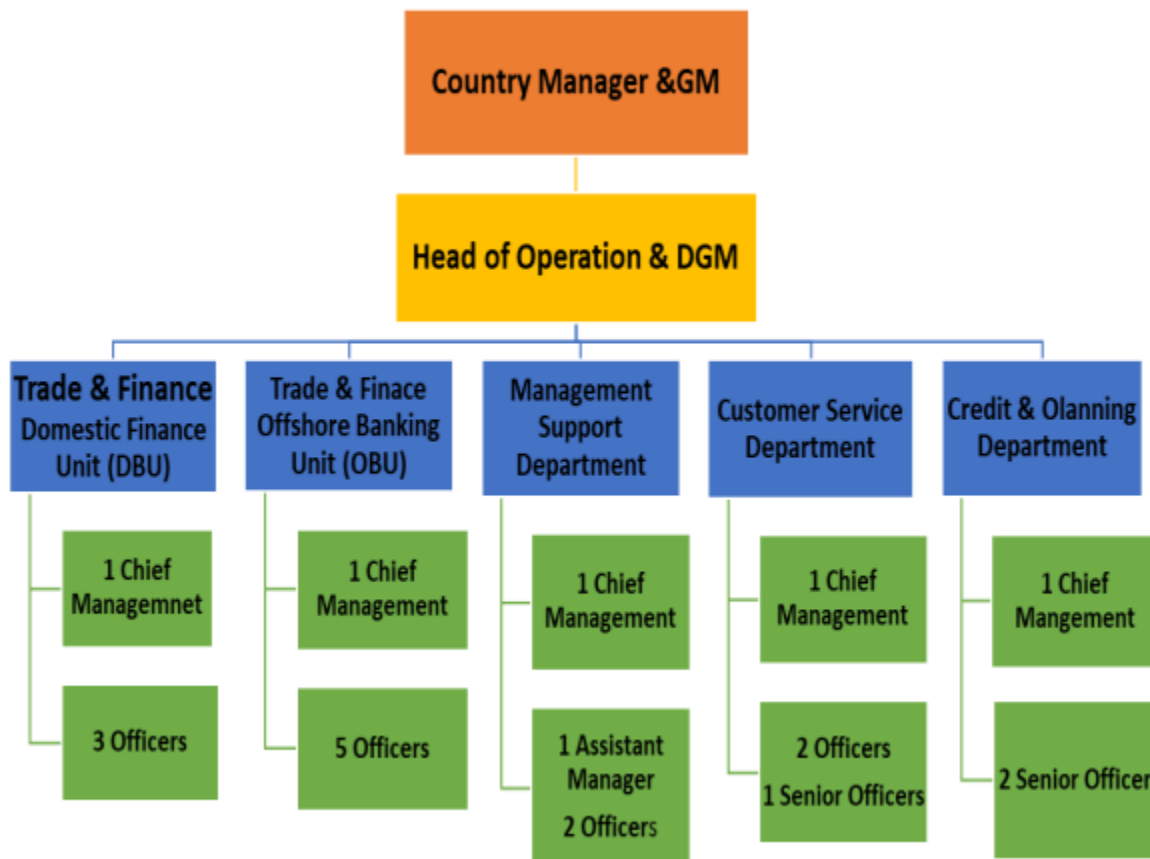 Country Manager &GM
Head of Operation & DGM
Trade & Finance
Domestic Finance
Unit (DBU)
Trade & Finace
Offshore Banking
Unit (OBU)
Management
Support
Department
Customer Service
Department
Credit & Olanning
Department
1 Chief
Managemnet
1 Chief
Management
1 Chief
Management
1 Chief
Management
1 Chief
Mangement
3 Officers
5 Officers
1 Assistant
Manager
2 Officers
2 Officers
1 Senior Officers
2 Senior Officer